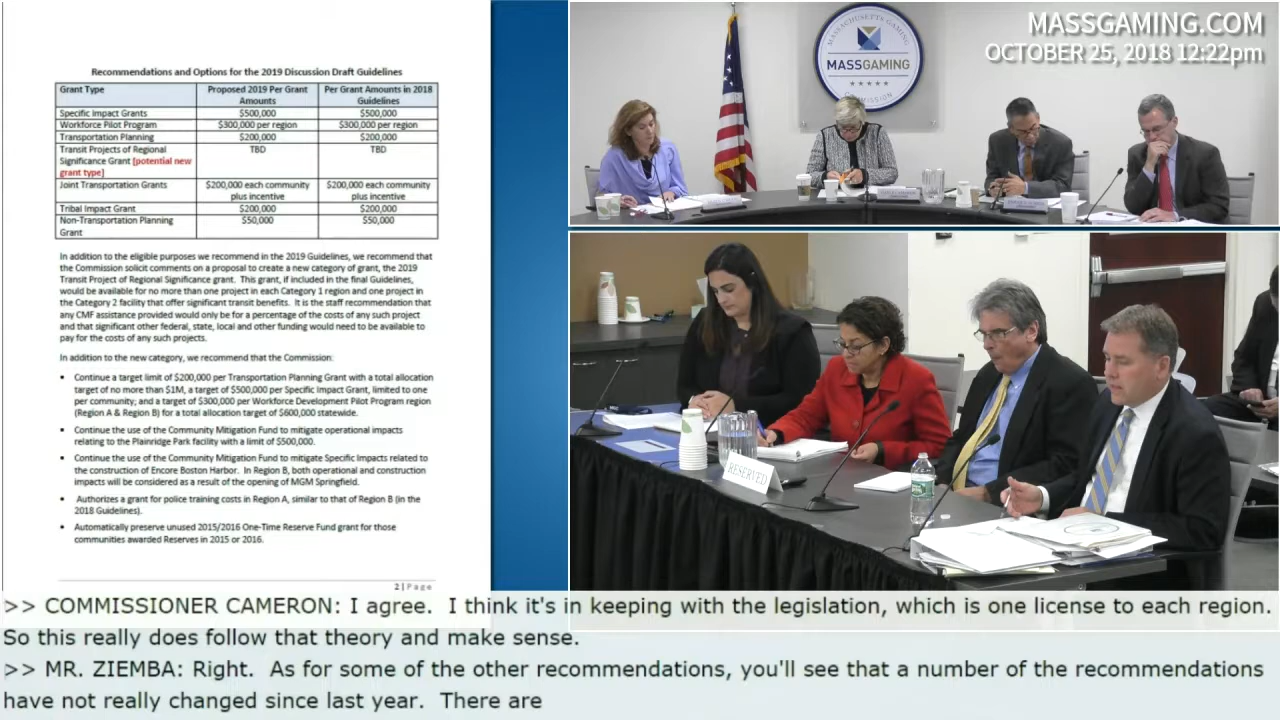 Recommendations and Options for the 2019 Discussion Draft Guidelines
Grant Type
Proposed 2019 Per Grant Amounts
Per Grant Amounts in 2018 Guidelines
Specific Impact Grants
$500,000
$500,000
Workforce Pilot Program
$300,000 per region
$300,000 per region
Transportation Planning
$200,000
$200,000
Transit Projects of Regional Significance Grant [potential new grant type]
TBD
TBD
Joint Transportation Grants
$200,000 each community plus incentive
$200,000 each community plus incentive
Tribal Impact Grant
$200,000
$200,000
Non-Transportation Planning Grant
$50,000
$50,000
In addition to the eligible purposes we recommend in the 2019 Guidelines, we recommend that
the Commission solicit comments on a proposal to create a new category of grant, the 2019
Transit Project of Regional Significance grant. This grant, if included in the final Guidelines,
would be available for no more than one project in each Category 1 region and one project in
the Category 2 facility that offer significant transit benefits. It is the staff recommendation that
any CMF assistance provided would only be for a percentage of the costs of any such project
and that significant other federal, state, local and other funding would need to be available to
pay for the costs of any such projects.
In addition to the new category, we recommend that the Commission:
• Continue a target limit of $200,000 per Transportation Planning Grant with a total allocation
target of no more than $1M, a target of $500,000 per Specific Impact Grant, limited to one
per community; and a target of $300,000 per Workforce Development Pilot Program region
(Region A & Region B) for a total allocation target of $600,000 statewide.
• Continue the use of the Community Mitigation Fund to mitigate operational impacts
relating to the Plainridge Park facility with a limit of $500,000.
• Continue the use of the Community Mitigation Fund to mitigate Specific Impacts related to
the construction of Encore Boston Harbor. In Region B, both operational and construction
impacts will be considered as a result of the opening of MGM Springfield.
• Authorizes a grant for police training costs in Region A, similar to that of Region B (in the
2018 Guidelines).
• Automatically preserve unused 2015/2016 One-Time Reserve Fund grant for those
communities awarded Reserves in 2015 or 2016.
2 | Page
MASSACHUSETTS GAMING
MASSGAMING
COMMISSION
MASSGAMING.COM
OCTOBER 25, 2018 12:22pm
RESERVED
>> COMMISSIONER CAMERON: I agree. I think it's in keeping with the legislation, which is one license to each region.
So this really does follow that theory and make sense.
>> MR. ZIEMBA: Right. As for some of the other recommendations, you'll see that a number of the recommendations
have not really changed since last year. There are